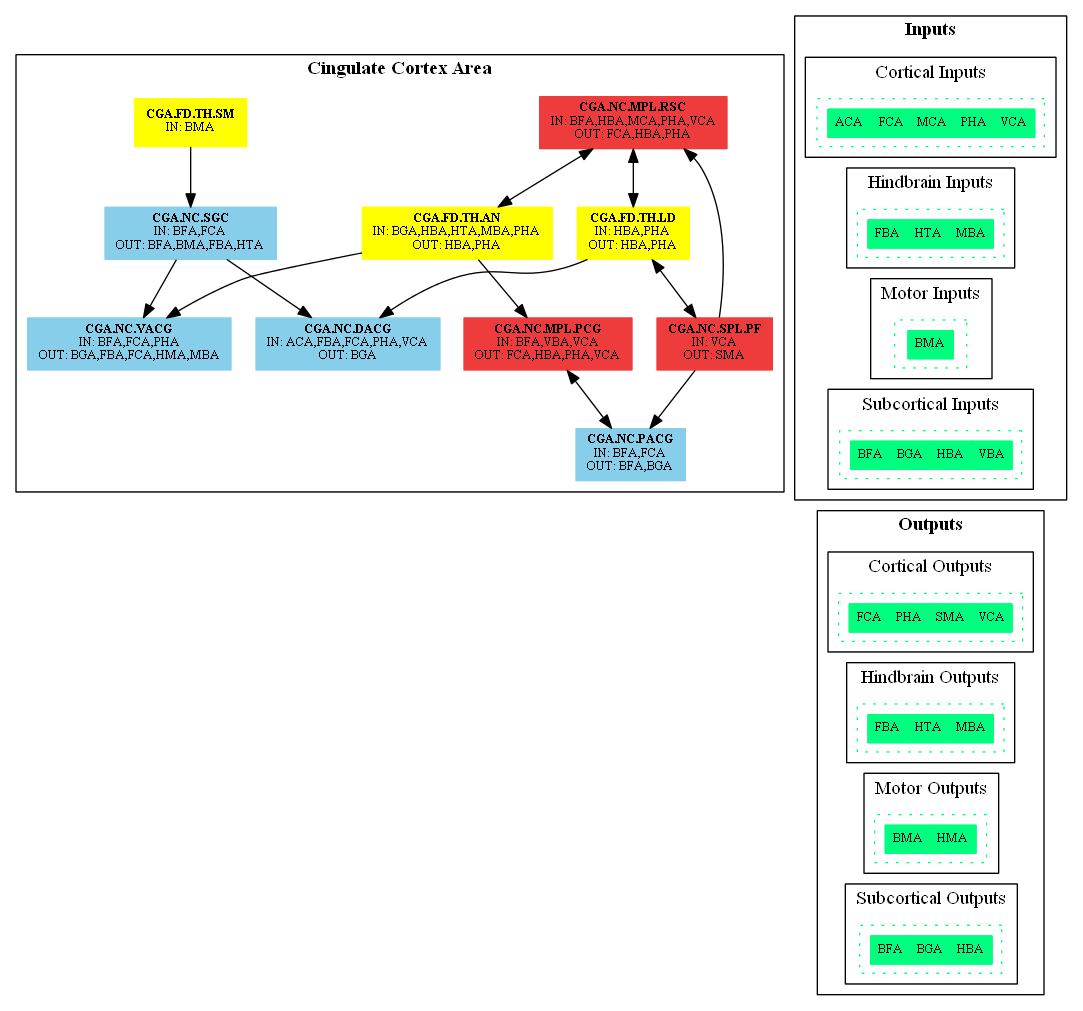 Cingulate Cortex Area
CGA.FD.TH.SM
IN: BMA
CGA.NC.MPL.RSC
IN: BFA,HBA,MCA,PHA,VCA
OUT: FCA,HBA,PHA
CGA.NC.SGC
IN: BFA,FCA
OUT: BFA,BMA,FBA,HTA
CGA.FD.TH.AN
IN: BGA,HBA,HTA,MBA,PHA
OUT: HBA,PHA
CGA.FD.TH.LD
IN: HBA,PHA
OUT: HBA,PHA
CGA.NC.VACG
IN: BFA,FCA,PHA
OUT: BGA,FBA,FCA,HMA,MBA
CGA.NC.DACG
IN: ACA,FBA,FCA,PHA,VCA
OUT: BGA
CGA.NC.MPL.PCG
IN: BFA,VBA,VCA
OUT: FCA,HBA,PHA,VCA
CGA.NC.SPL.PF
IN: VCA
OUT: SMA
CGA.NC.PACG
IN: BFA,FCA
OUT: BFA,BGA
Inputs
Cortical Inputs
ACA FCA MCA PHA VCA
Hindbrain Inputs
FBA HTA MBA
Motor Inputs
BMA
Subcortical Inputs
BFA BGA HBA VBA
Outputs
Cortical Outputs
FCA PHA SMA VCA
Hindbrain Outputs
FBA HTA MBA
Motor Outputs
BMA HMA
Subcortical Outputs
BFA BGA HBA